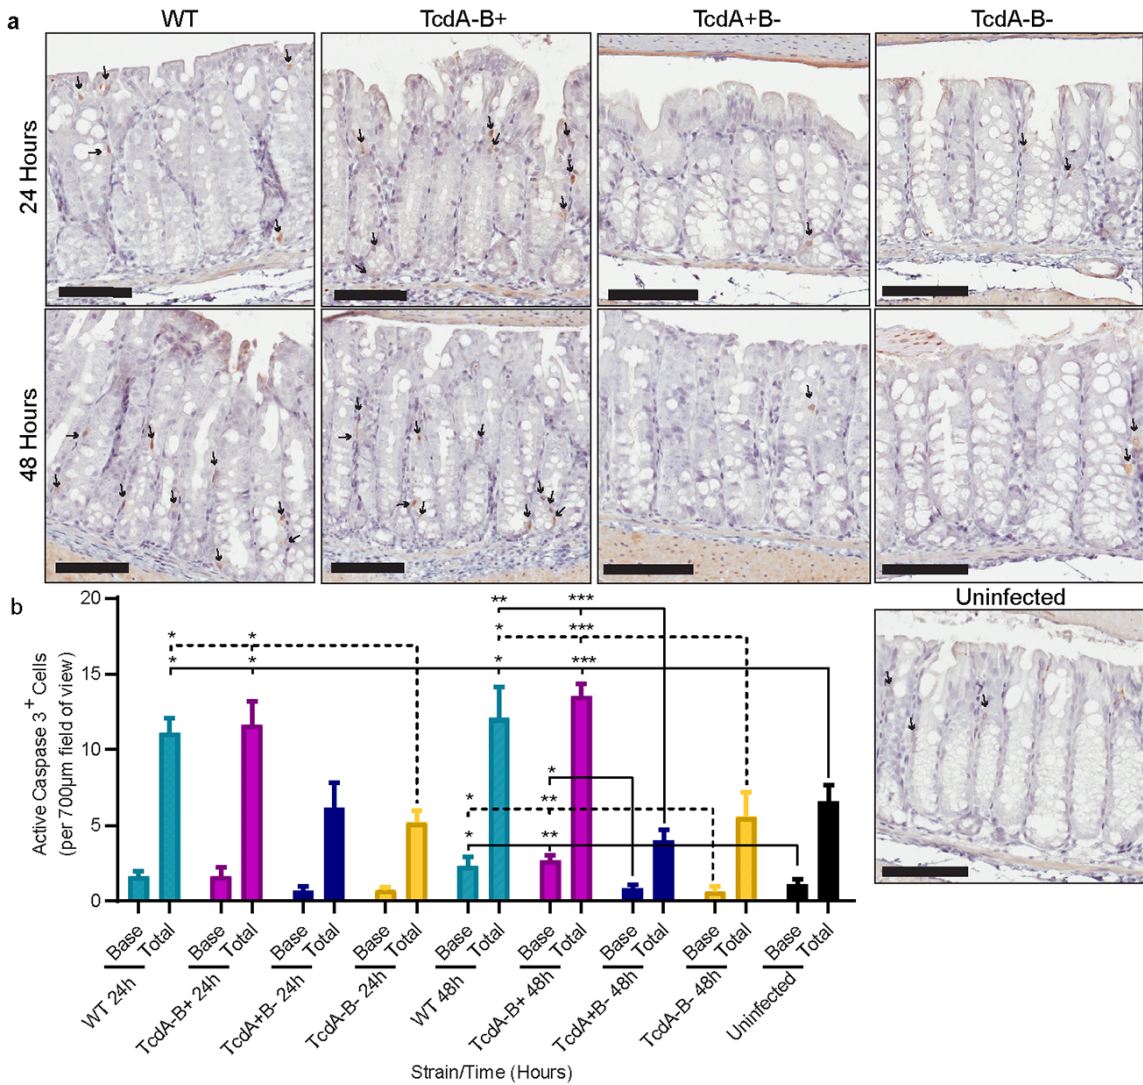 a
WT
TcdA-B+
TcdA+B-
TcdA-B-
24 Hours
48 Hours
Uninfected
b
Active Caspase 3 + Cells
(per 700µm field of view)
20
15
10
5
0
* *
* *
** ***
* ***
* ***
*
* **
* **
Base Total Base Total Base Total Base Total Base Total Base Total Base Total Base Total Base Total
WT 24h
TcdA-B+ 24h
TcdA+B- 24h
TcdA-B- 24h
WT 48h
TcdA-B+ 48h
TcdA+B- 48h
TcdA-B- 48h
Uninfected
Strain/Time (Hours)